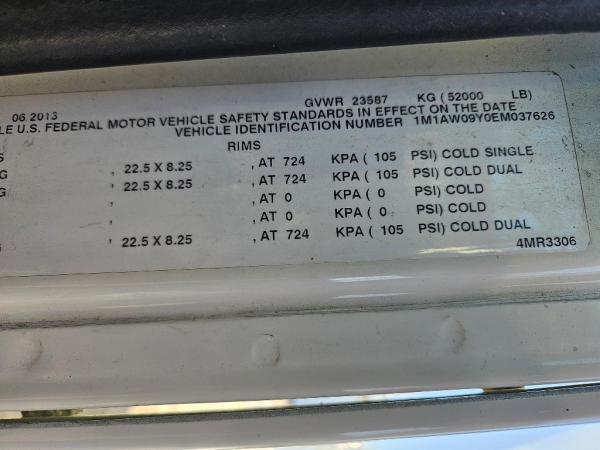 06 2013 GVWR 23587 KG ( 52000 LB)
LE U.S. FEDERAL MOTOR VEHICLE SAFETY STANDARDS IN EFFECT ON THE DATE
VEHICLE IDENTIFICATION NUMBER 1M1AW09Y0EM037626
RIMS
S , 22.5 X 8.25 , AT 724 KPA ( 105 PSI) COLD SINGLE
G , 22.5 X 8.25 , AT 724 KPA ( 105 PSI) COLD DUAL
G , , AT 0 KPA ( 0 PSI) COLD
, , AT 0 KPA ( 0 PSI) COLD
, 22.5 X 8.25 , AT 724 KPA ( 105 PSI) COLD DUAL
4MR3306